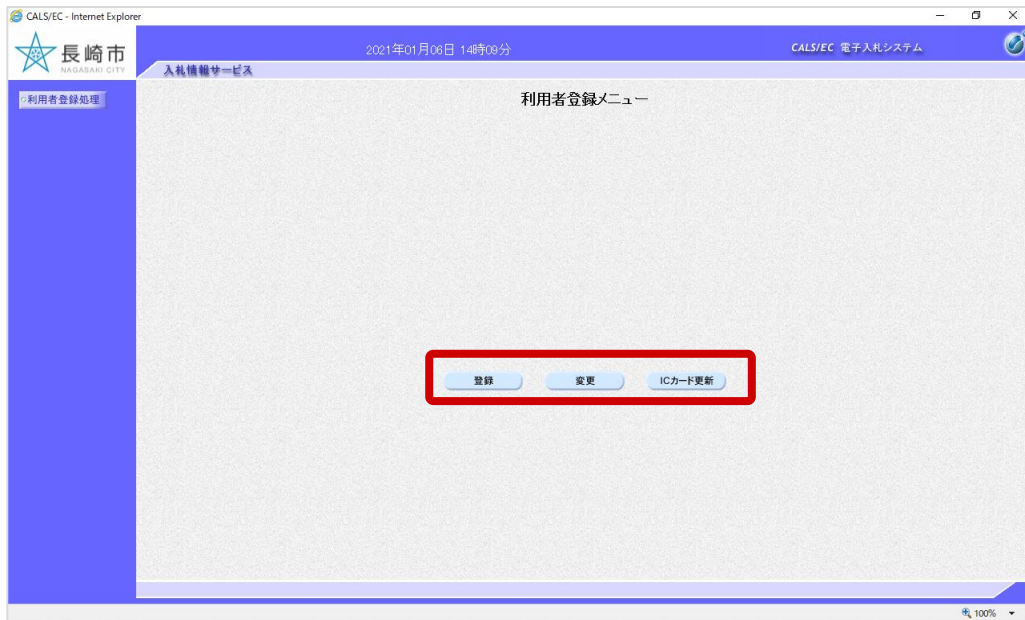 CALS/EC - Internet Explorer
長崎市
NAGASAKI CITY
2021年01月06日 14時09分
CALS/EC 電子入札システム
入札情報サービス
利用者登録処理
利用者登録メニュー
登録 変更 ICカード更新
100%